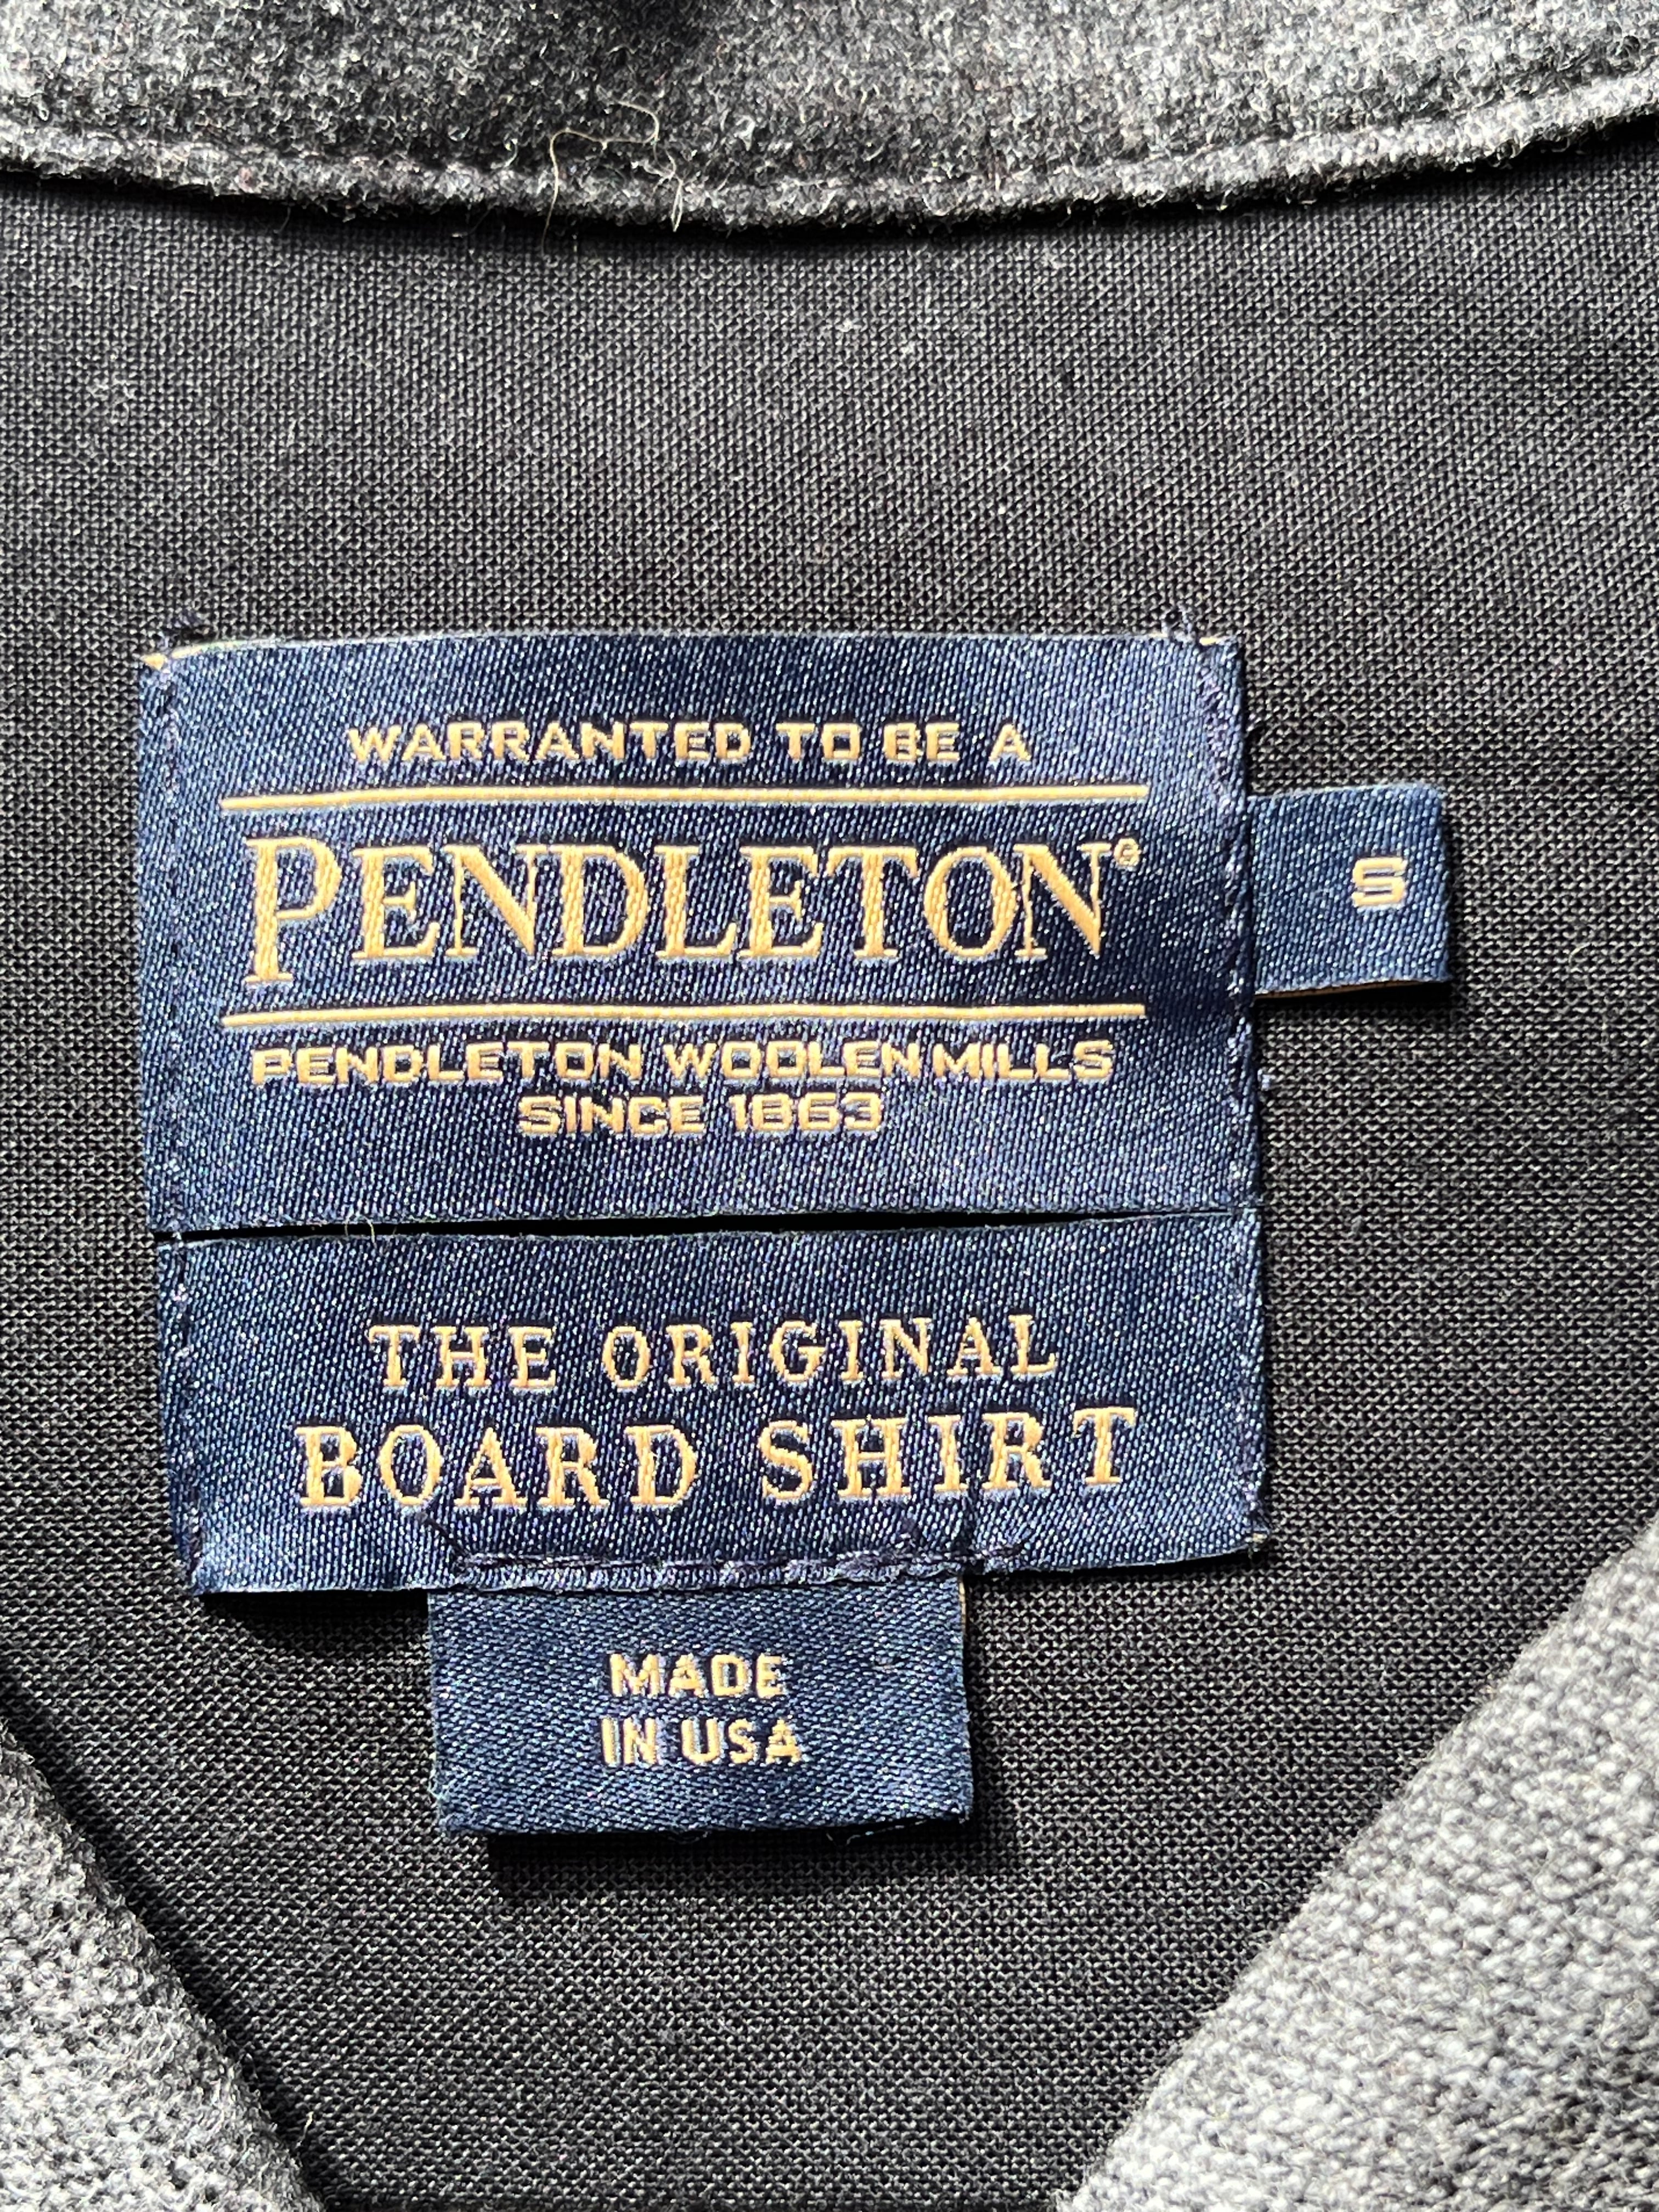 WARRANTED TO BE A
PENDLETON®
S
PENDLETON WOOLEN MILLS
SINCE 1863
THE ORIGINAL
BOARD SHIRT
MADE
IN USA